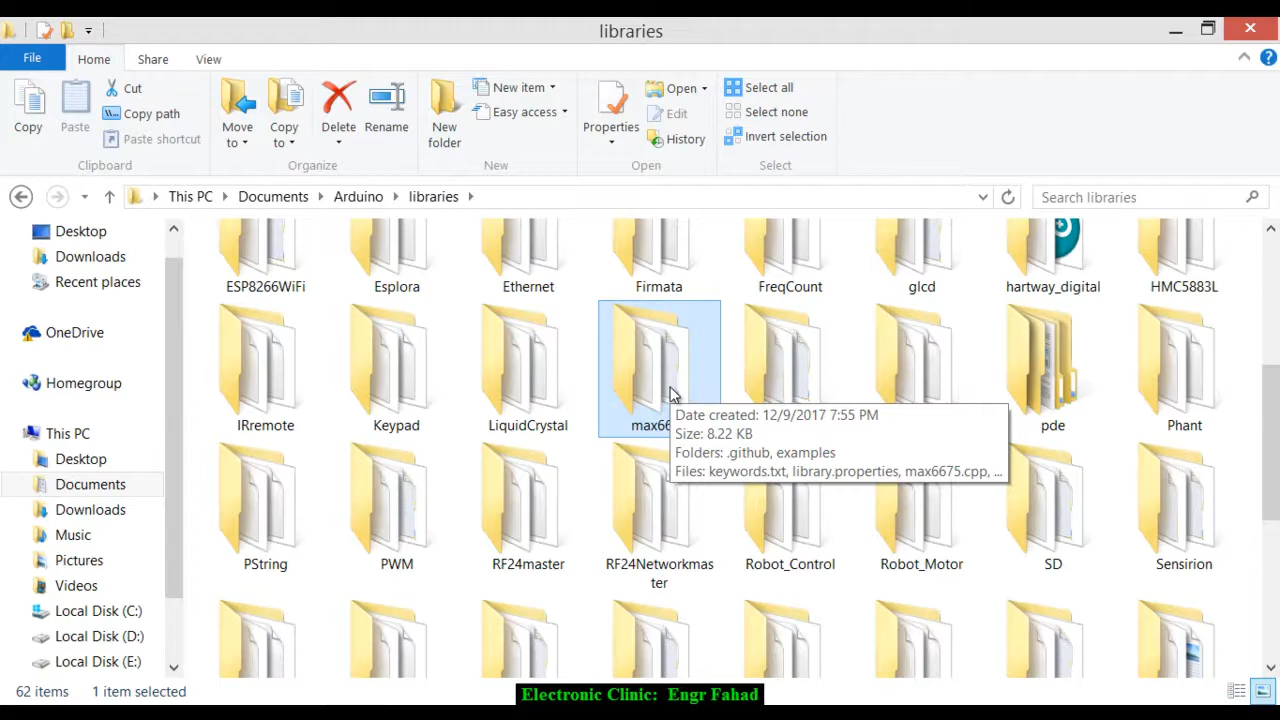 libraries
File Home Share View
Copy
Paste
Cut
Copy path
Paste shortcut
Clipboard
Move to
Copy to
Delete
Rename
Organize
New folder
New item
Easy access
New
Properties
Open
Edit
History
Open
Select all
Select none
Invert selection
Select
This PC Documents Arduino libraries
Search libraries
Desktop
Downloads
Recent places
OneDrive
Homegroup
This PC
Desktop
Documents
Downloads
Music
Pictures
Videos
Local Disk (C:)
Local Disk (D:)
Local Disk (E:)
ESP8266WiFi Esplora Ethernet Firmata FreqCount glcd hartway_digital HMC5883L
IRremote Keypad LiquidCrystal pde Phant
Date created: 12/9/2017 7:55 PM
Size: 8.22 KB
Folders: .github, examples
Files: keywords.txt, library.properties, max6675.cpp, ...
PString PWM RF24master RF24Networkmas Robot_Control Robot_Motor SD Sensirion
ter
62 items 1 item selected
Electronic Clinic: Engr Fahad